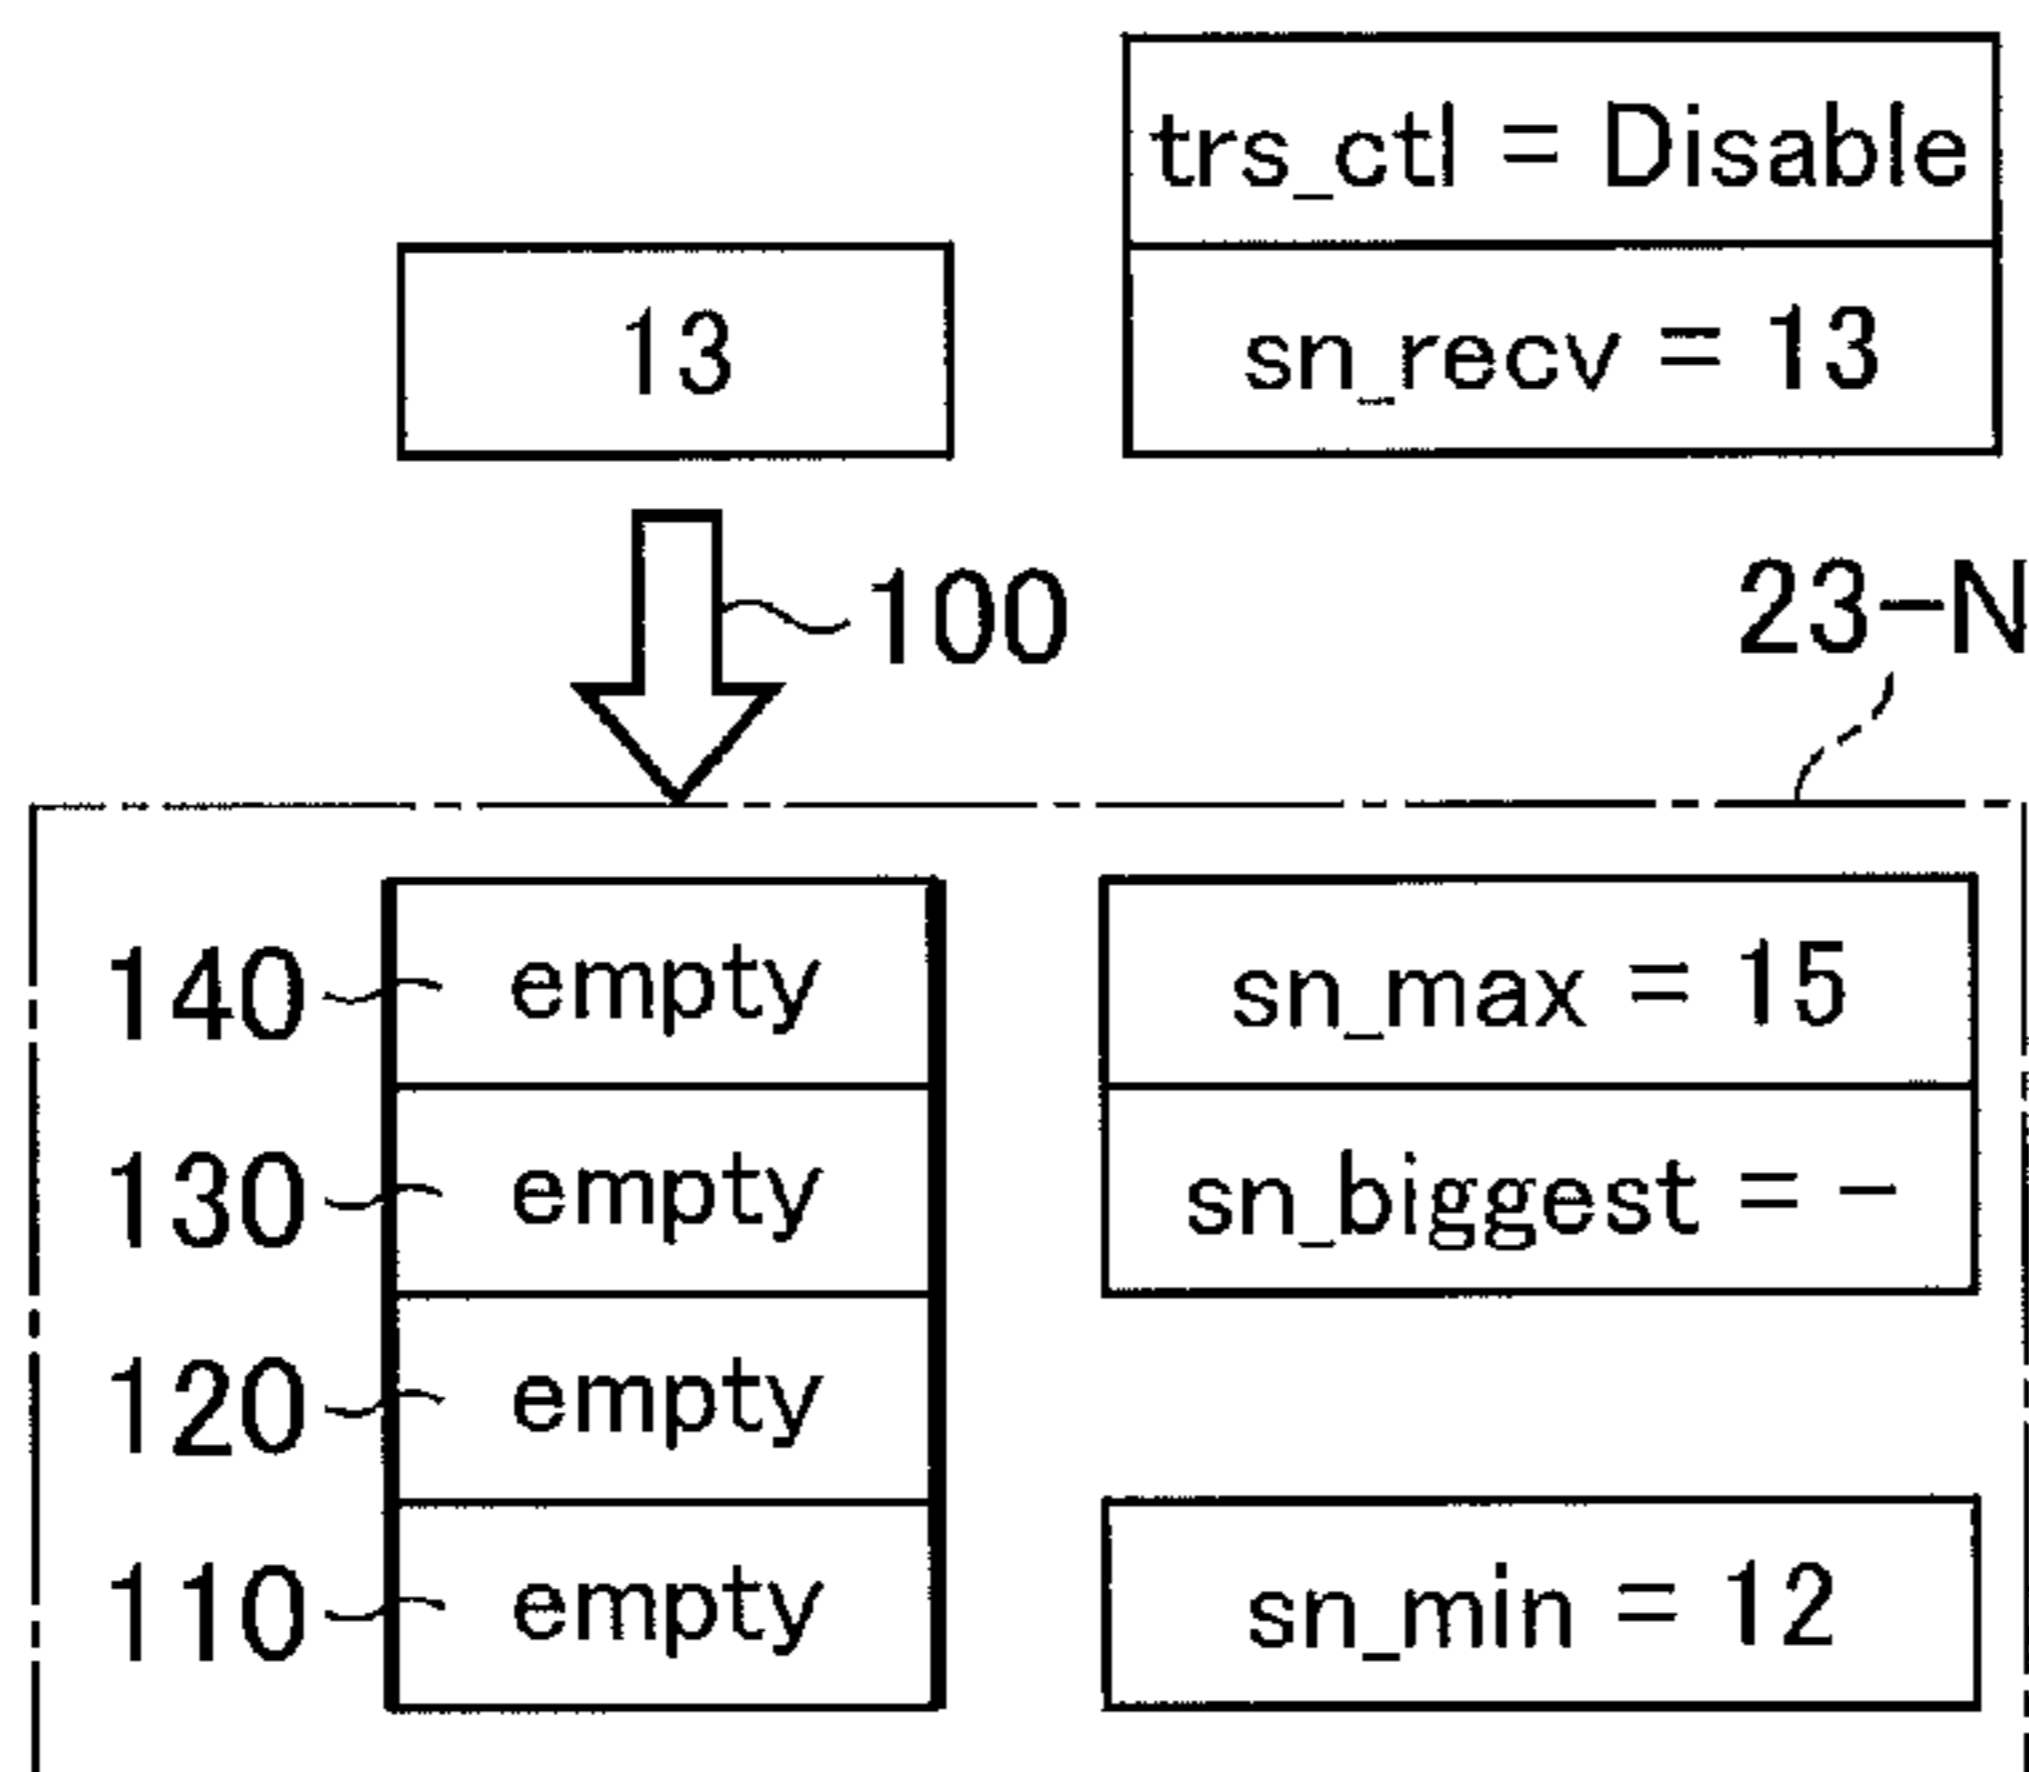 trs_ctl = Disable
13
sn_recv = 13
100
23-N
140 empty
sn_max = 15
130 empty
sn_biggest = -
120 empty
110 empty
sn_min = 12